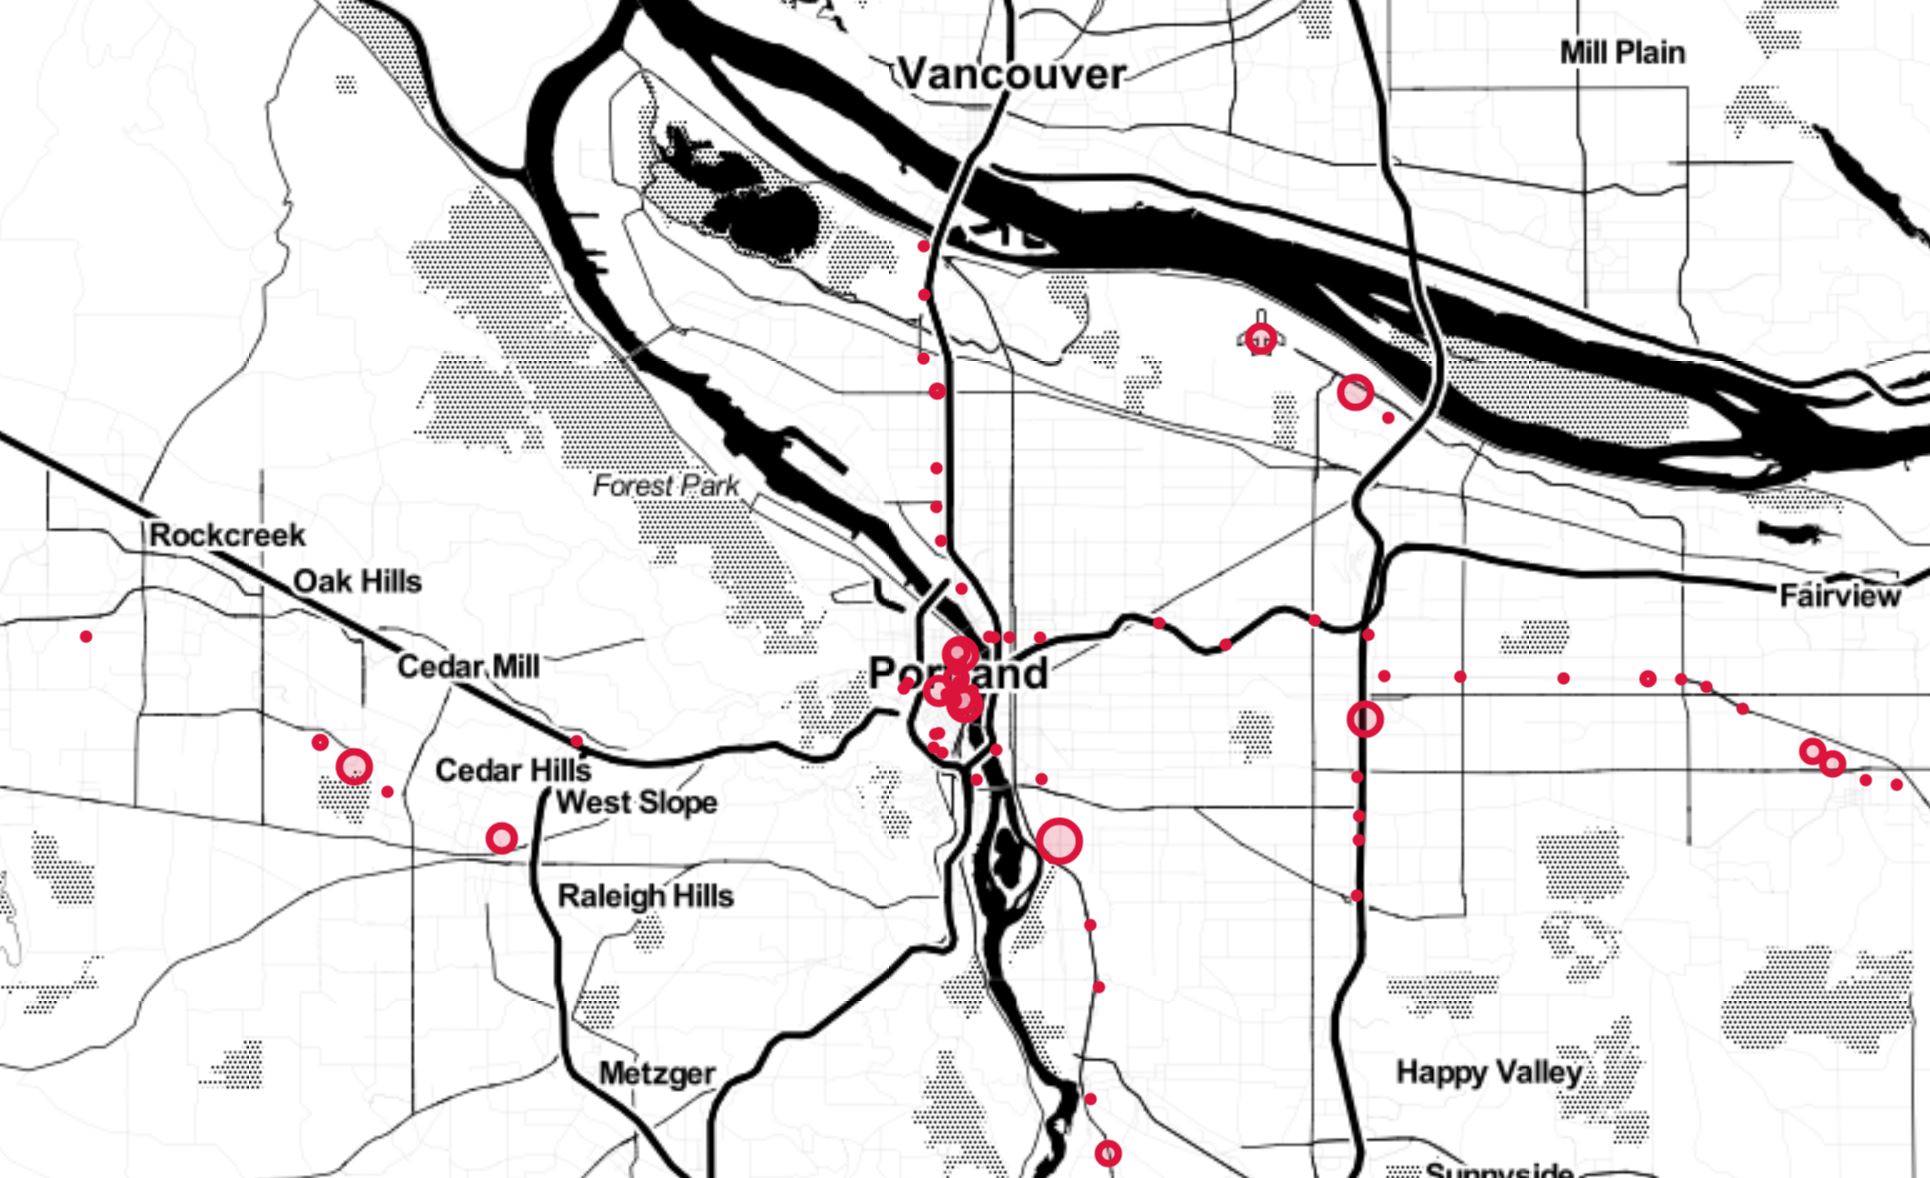 Mill Plain
Vancouver
Forest Park
Rockcreek
Oak Hills
Fairview
Cedar Mill
Portland
Cedar Hills
West Slope
Raleigh Hills
Metzger
Happy Valley
Sunnyside